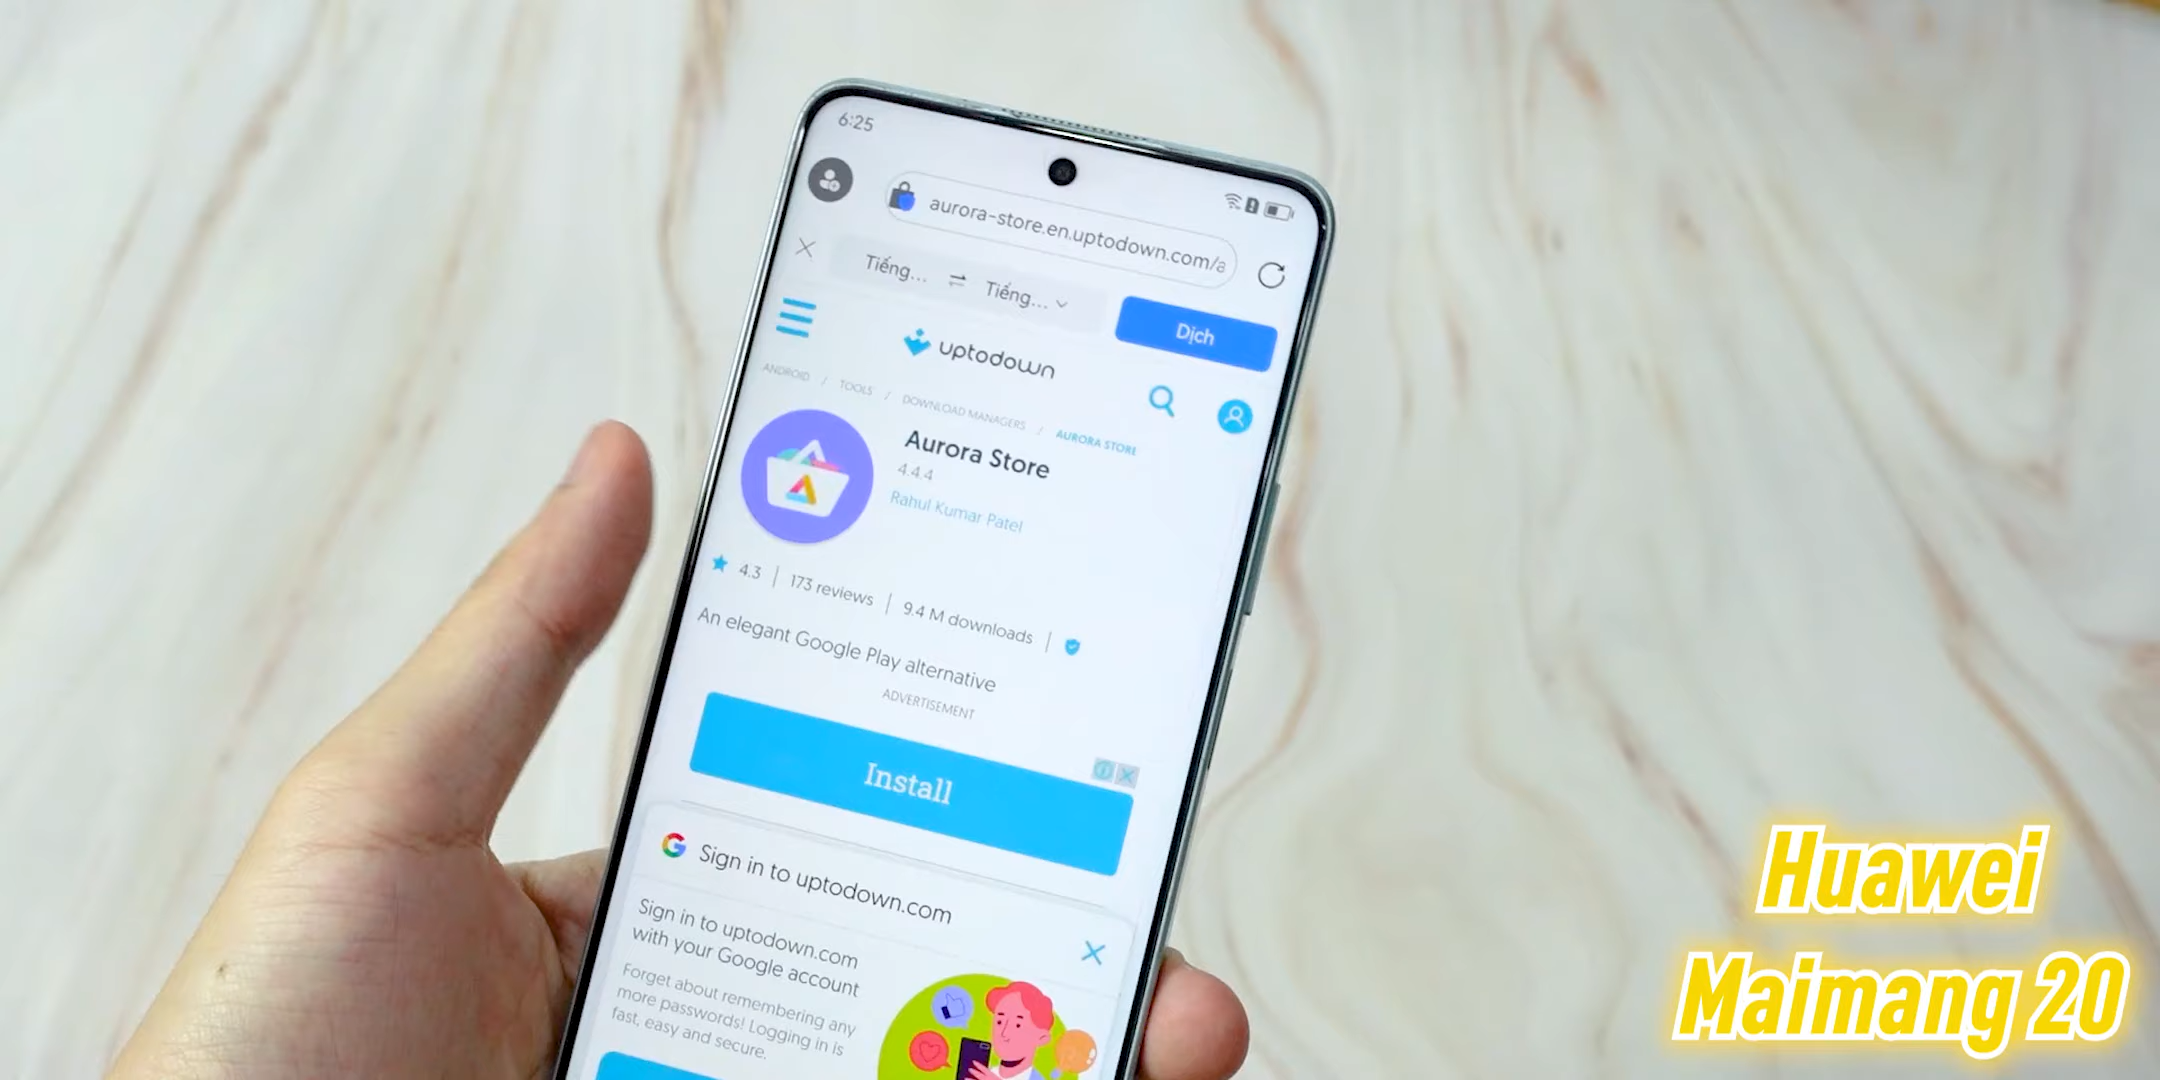 6:25
aurora-store.en.uptodown.com/a
Tiếng... Tiếng...
Dịch
uptodown
ANDROID / TOOLS / DOWNLOAD MANAGERS / AURORA STORE
Aurora Store
4.4.4
Rahul Kumar Patel
4.3 | 173 reviews | 9.4 M downloads |
An elegant Google Play alternative
ADVERTISEMENT
Install
Sign in to uptodown.com
Sign in to uptodown.com
with your Google account
Forget about remembering any
more passwords! Logging in is
fast, easy and secure.
Huawei
Maimang 20